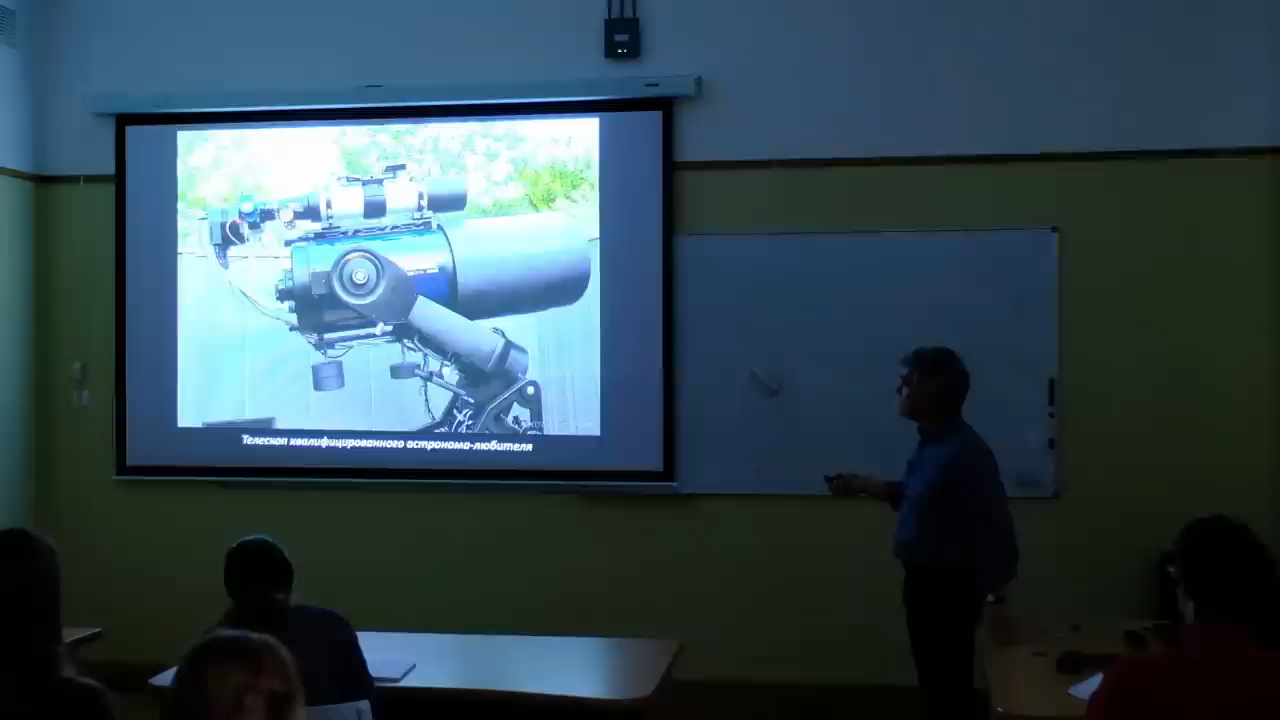 Телескоп квалифицированного астронома-любителя